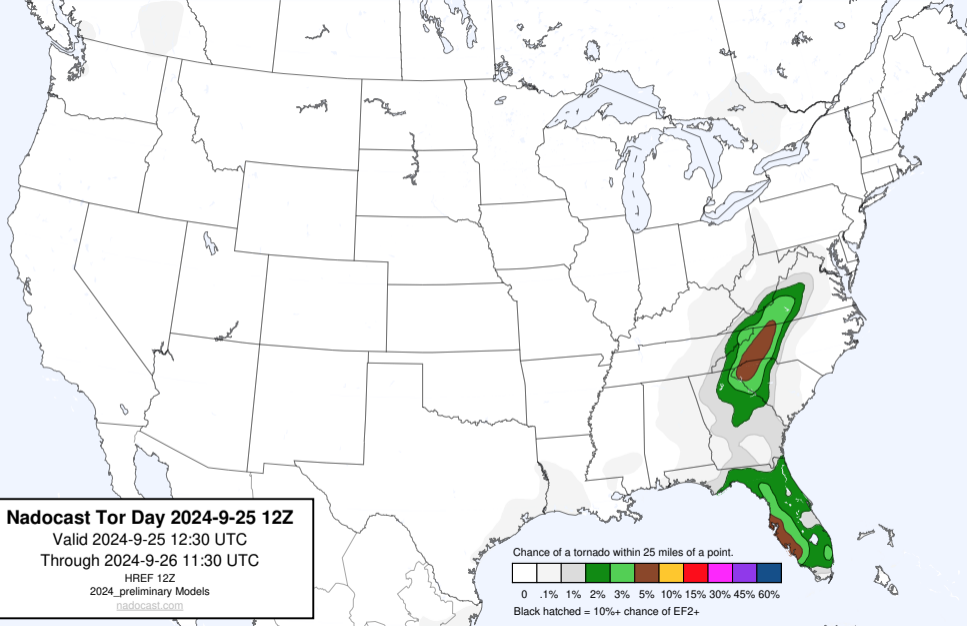 Nadocast Tor Day 2024-9-25 12Z
Valid 2024-9-25 12:30 UTC
Through 2024-9-26 11:30 UTC
HREF 12Z
2024_preliminary Models
nadocast.com
Chance of a tornado within 25 miles of a point.
0 .1% 1% 2% 3% 5% 10% 15% 30% 45% 60%
Black hatched = 10%+ chance of EF2+